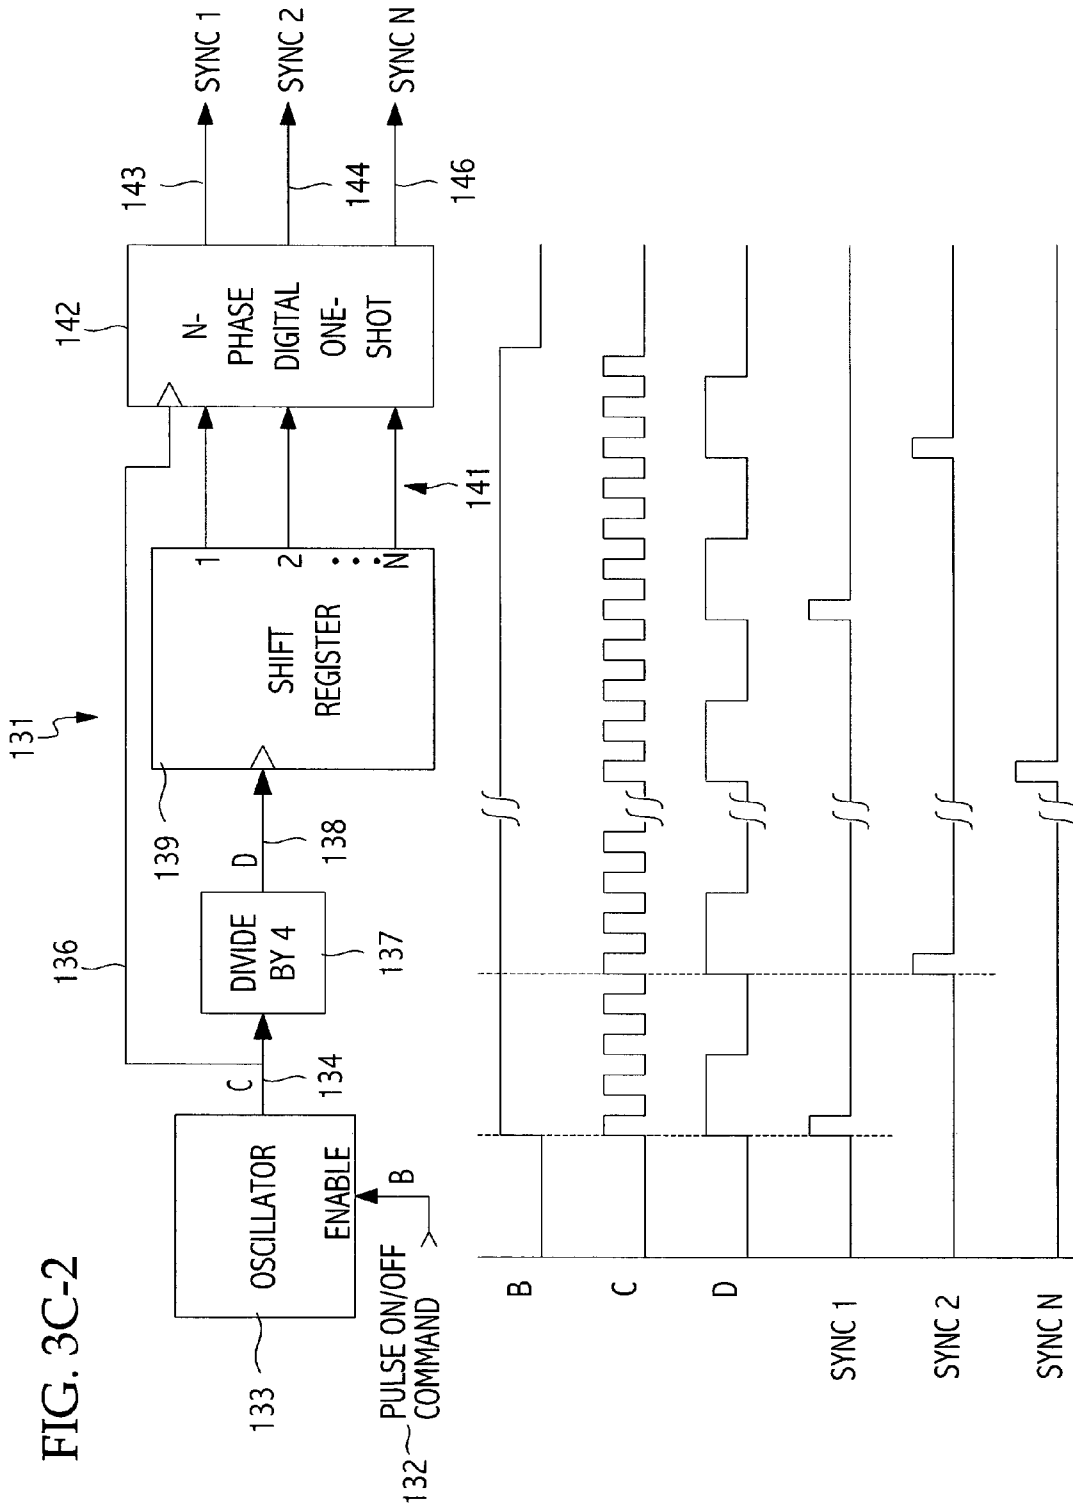 FIG. 3C-2
131
136
133
OSCILLATOR
ENABLE
B
132
PULSE ON/OFF
COMMAND
C
134
DIVIDE
BY 4
137
D
138
139
SHIFT
REGISTER
1
2
N
141
142
N-
PHASE
DIGITAL
ONE-
SHOT
143
SYNC 1
144
SYNC 2
146
SYNC N
B
C
D
SYNC 1
SYNC 2
SYNC N